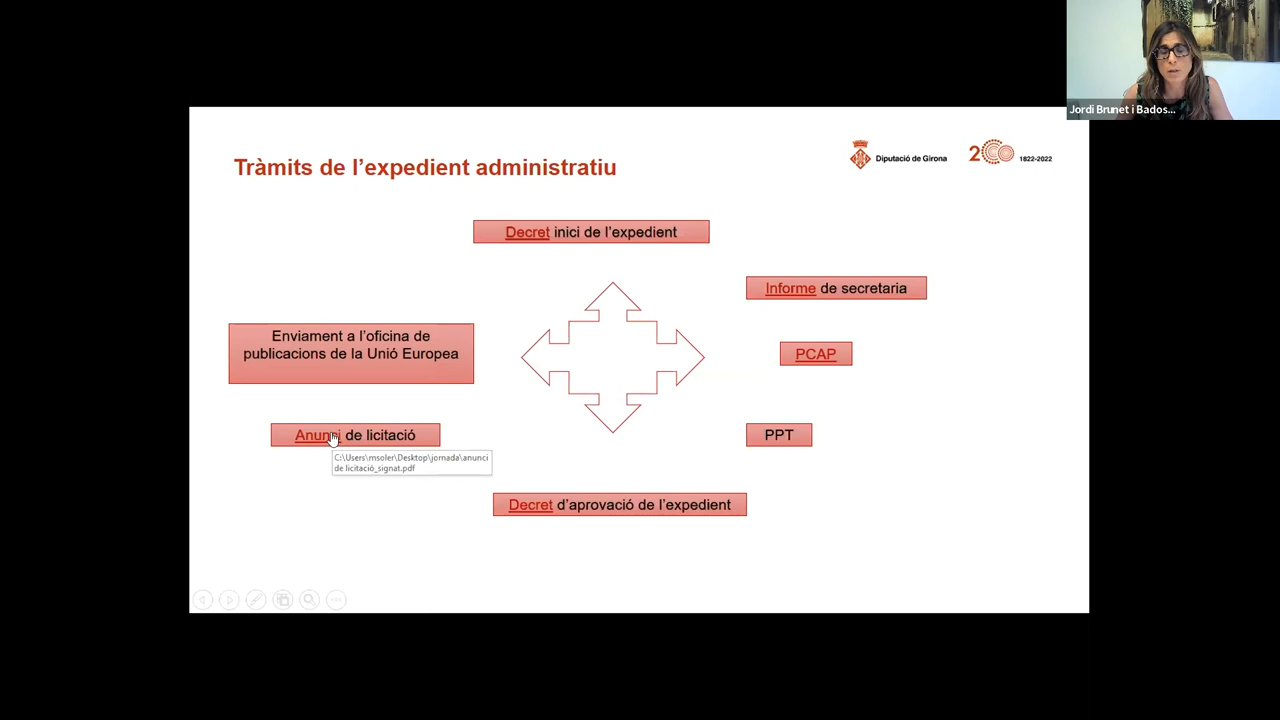 Jordi Brunet i Bados...
Tràmits de l'expedient administratiu
Diputació de Girona
200
1822-2022
Decret inici de l'expedient
Informe de secretaria
Enviament a l'oficina de
publicacions de la Unió Europea
PCAP
Anunci de licitació
PPT
C:\Users\msoler\Desktop\jornada\anunci
de licitació_signat.pdf
Decret d'aprovació de l'expedient